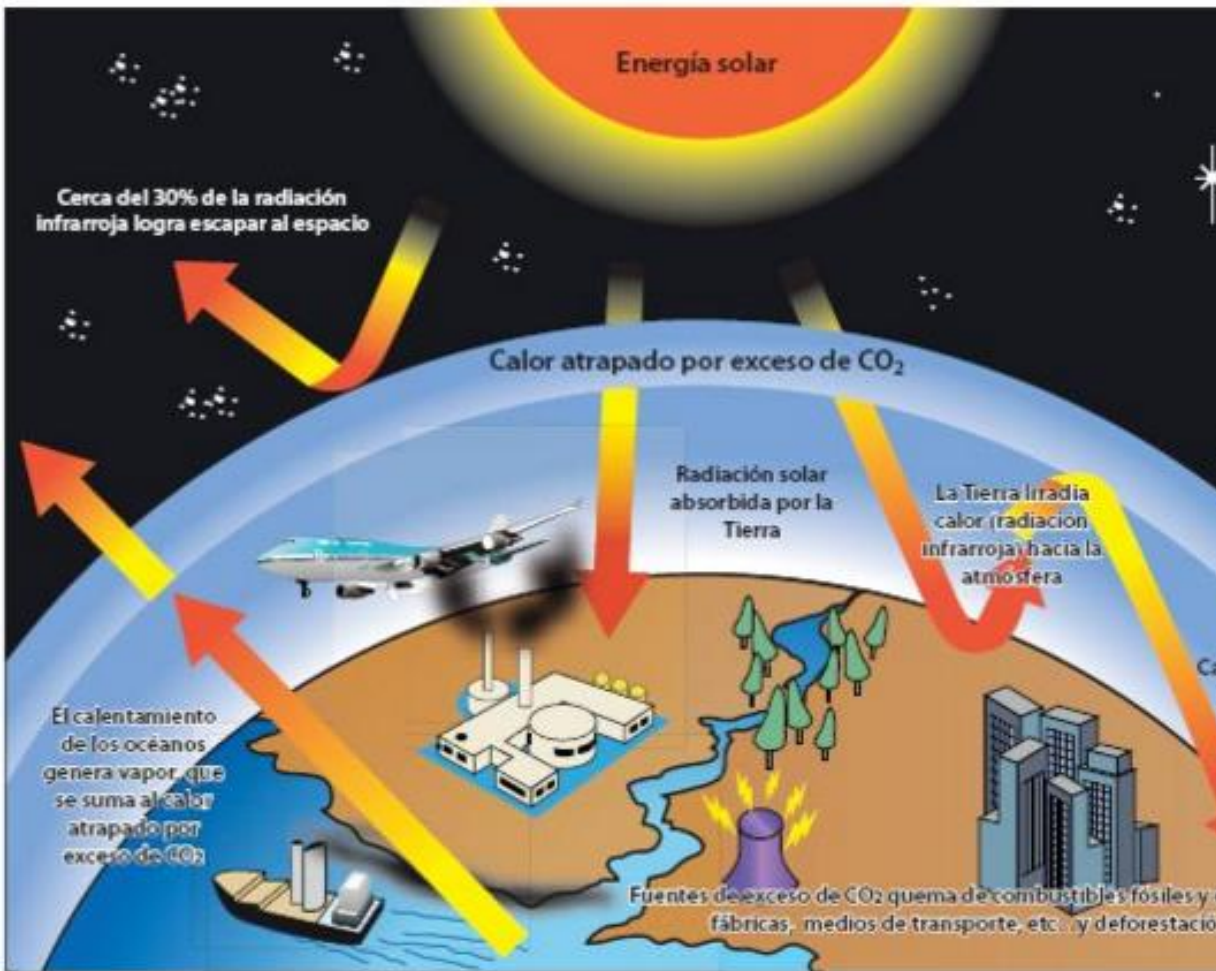 Energía solar
Cerca del 30% de la radiación
infrarroja logra escapar al espacio
Calor atrapado por exceso de CO₂
Radiación solar
absorbida por la
Tierra
La Tierra Irradia
calor (radiación
infrarroja) hacia la
atmósfera
Ca
El calentamiento
de los océanos
genera vapor, que
se suma al calor
atrapado por
exceso de CO₂
Fuentes de exceso de CO₂ quema de combustibles fósiles y
fábricas, medios de transporte, etc.. y deforestació